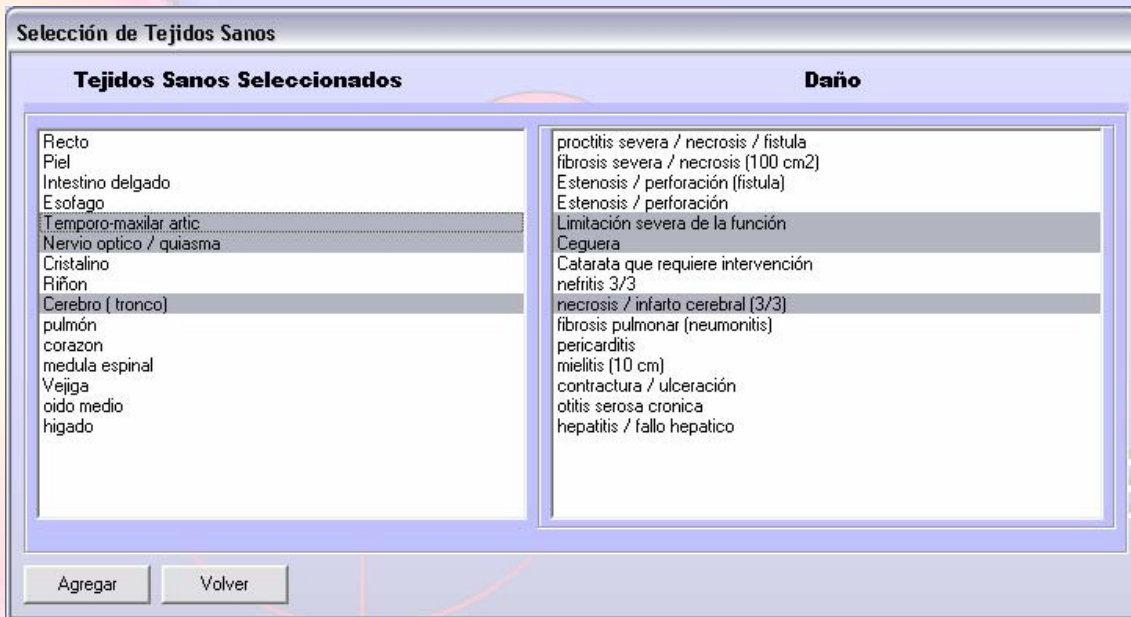 Selección de Tejidos Sanos
Tejidos Sanos Seleccionados
Daño
Recto
Piel
Intestino delgado
Esofago
Temporo-maxilar artic
Nervio optico / quiasma
Cristalino
Riñon
Cerebro ( tronco)
pulmón
corazon
medula espinal
Vejiga
oido medio
higado
proctitis severa / necrosis / fistula
fibrosis severa / necrosis (100 cm2)
Estenosis / perforación (fistula)
Estenosis / perforación
Limitación severa de la función
Ceguera
Catarata que requiere intervención
nefritis 3/3
necrosis / infarto cerebral (3/3)
fibrosis pulmonar (neumonitis)
pericarditis
mielitis (10 cm)
contractura / ulceración
otitis serosa cronica
hepatitis / fallo hepatico
Agregar
Volver